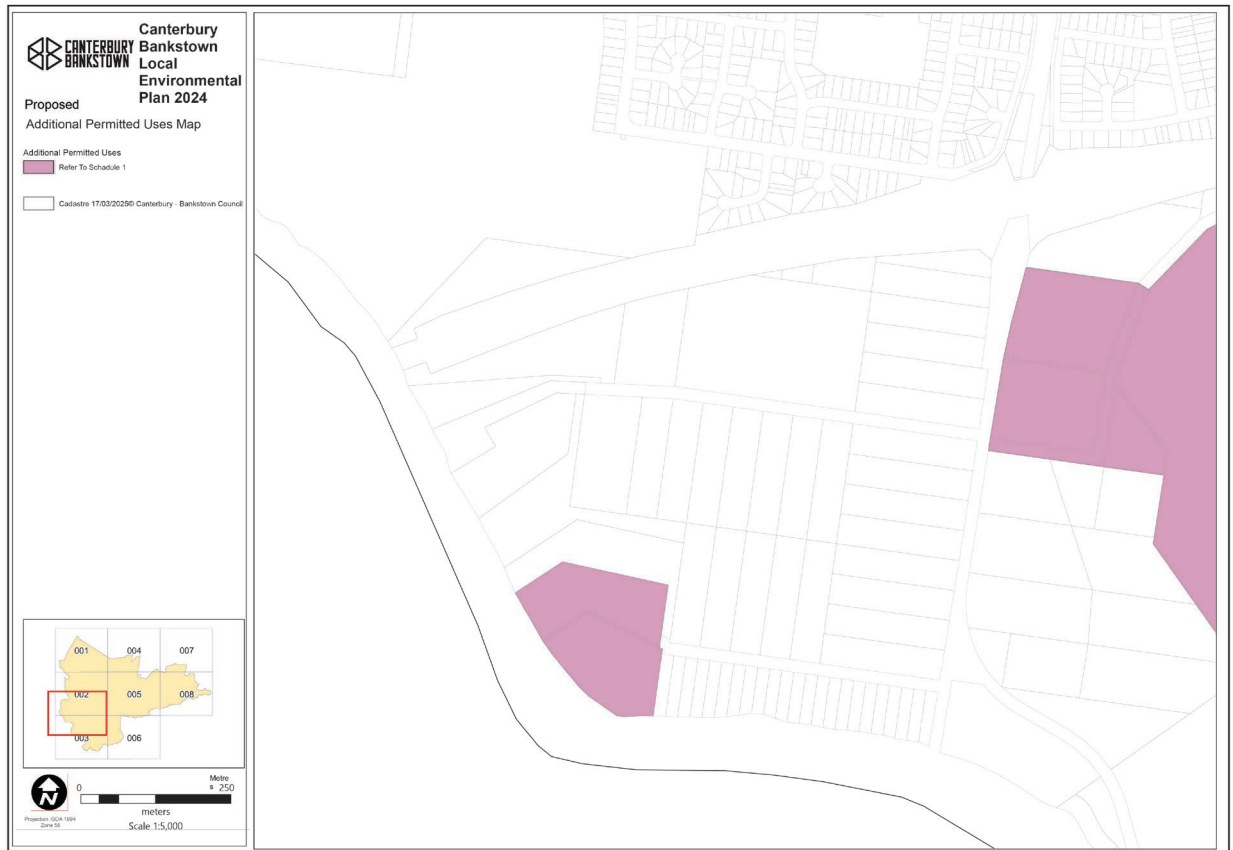 CANTERBURY
BANKSTOWN
Canterbury
Bankstown
Local
Environmental
Plan 2024
Proposed
Additional Permitted Uses Map
Additional Permitted Uses
Refer To Schadule 1
Cadastre 17/03/2025© Canterbury - Bankstown Council
001
004
007
002
005
008
003
006
N
Projection :GDA 1994
Zone 56
0
Metre
s 250
meters
Scale 1:5,000